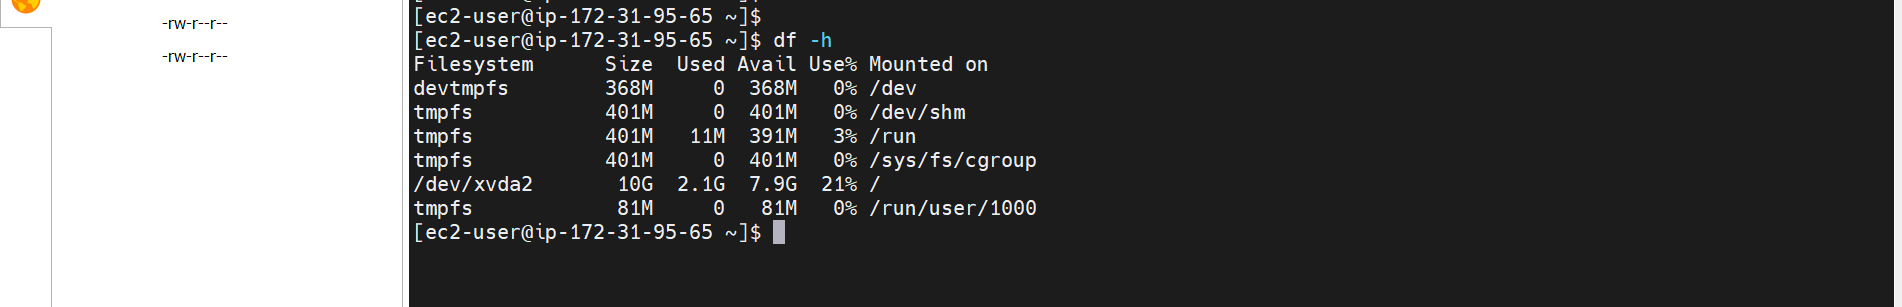 -rw-r--r--
-rw-r--r--
[ec2-user@ip-172-31-95-65 ~]$
[ec2-user@ip-172-31-95-65 ~]$ df -h
Filesystem      Size  Used Avail Use% Mounted on
devtmpfs        368M     0  368M   0% /dev
tmpfs           401M     0  401M   0% /dev/shm
tmpfs           401M   11M  391M   3% /run
tmpfs           401M     0  401M   0% /sys/fs/cgroup
/dev/xvda2       10G  2.1G  7.9G  21% /
tmpfs            81M     0   81M   0% /run/user/1000
[ec2-user@ip-172-31-95-65 ~]$